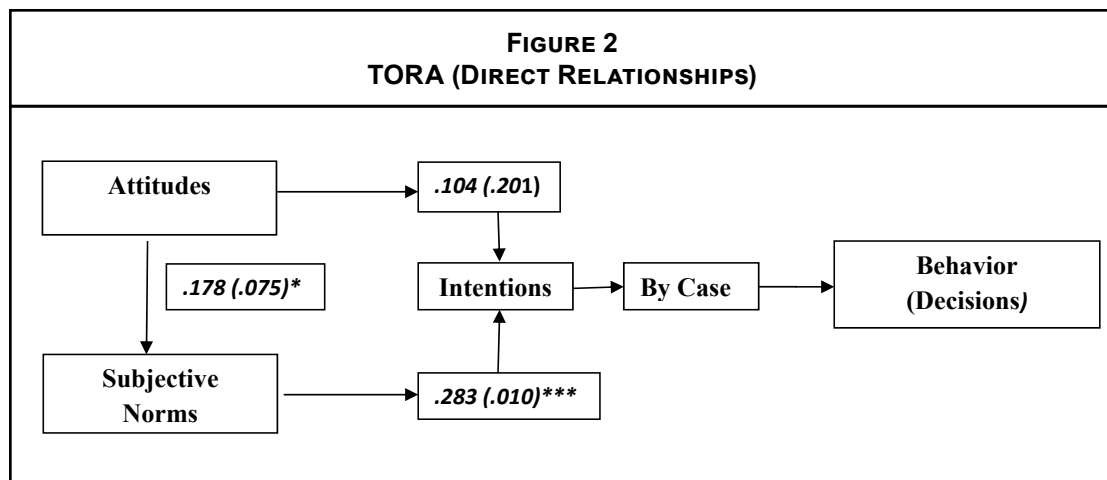 FIGURE 2
TORA (DIRECT RELATIONSHIPS)
Attitudes
.104 (.201)
.178 (.075)*
Intentions
By Case
Behavior
(Decisions)
Subjective
Norms
.283 (.010)***